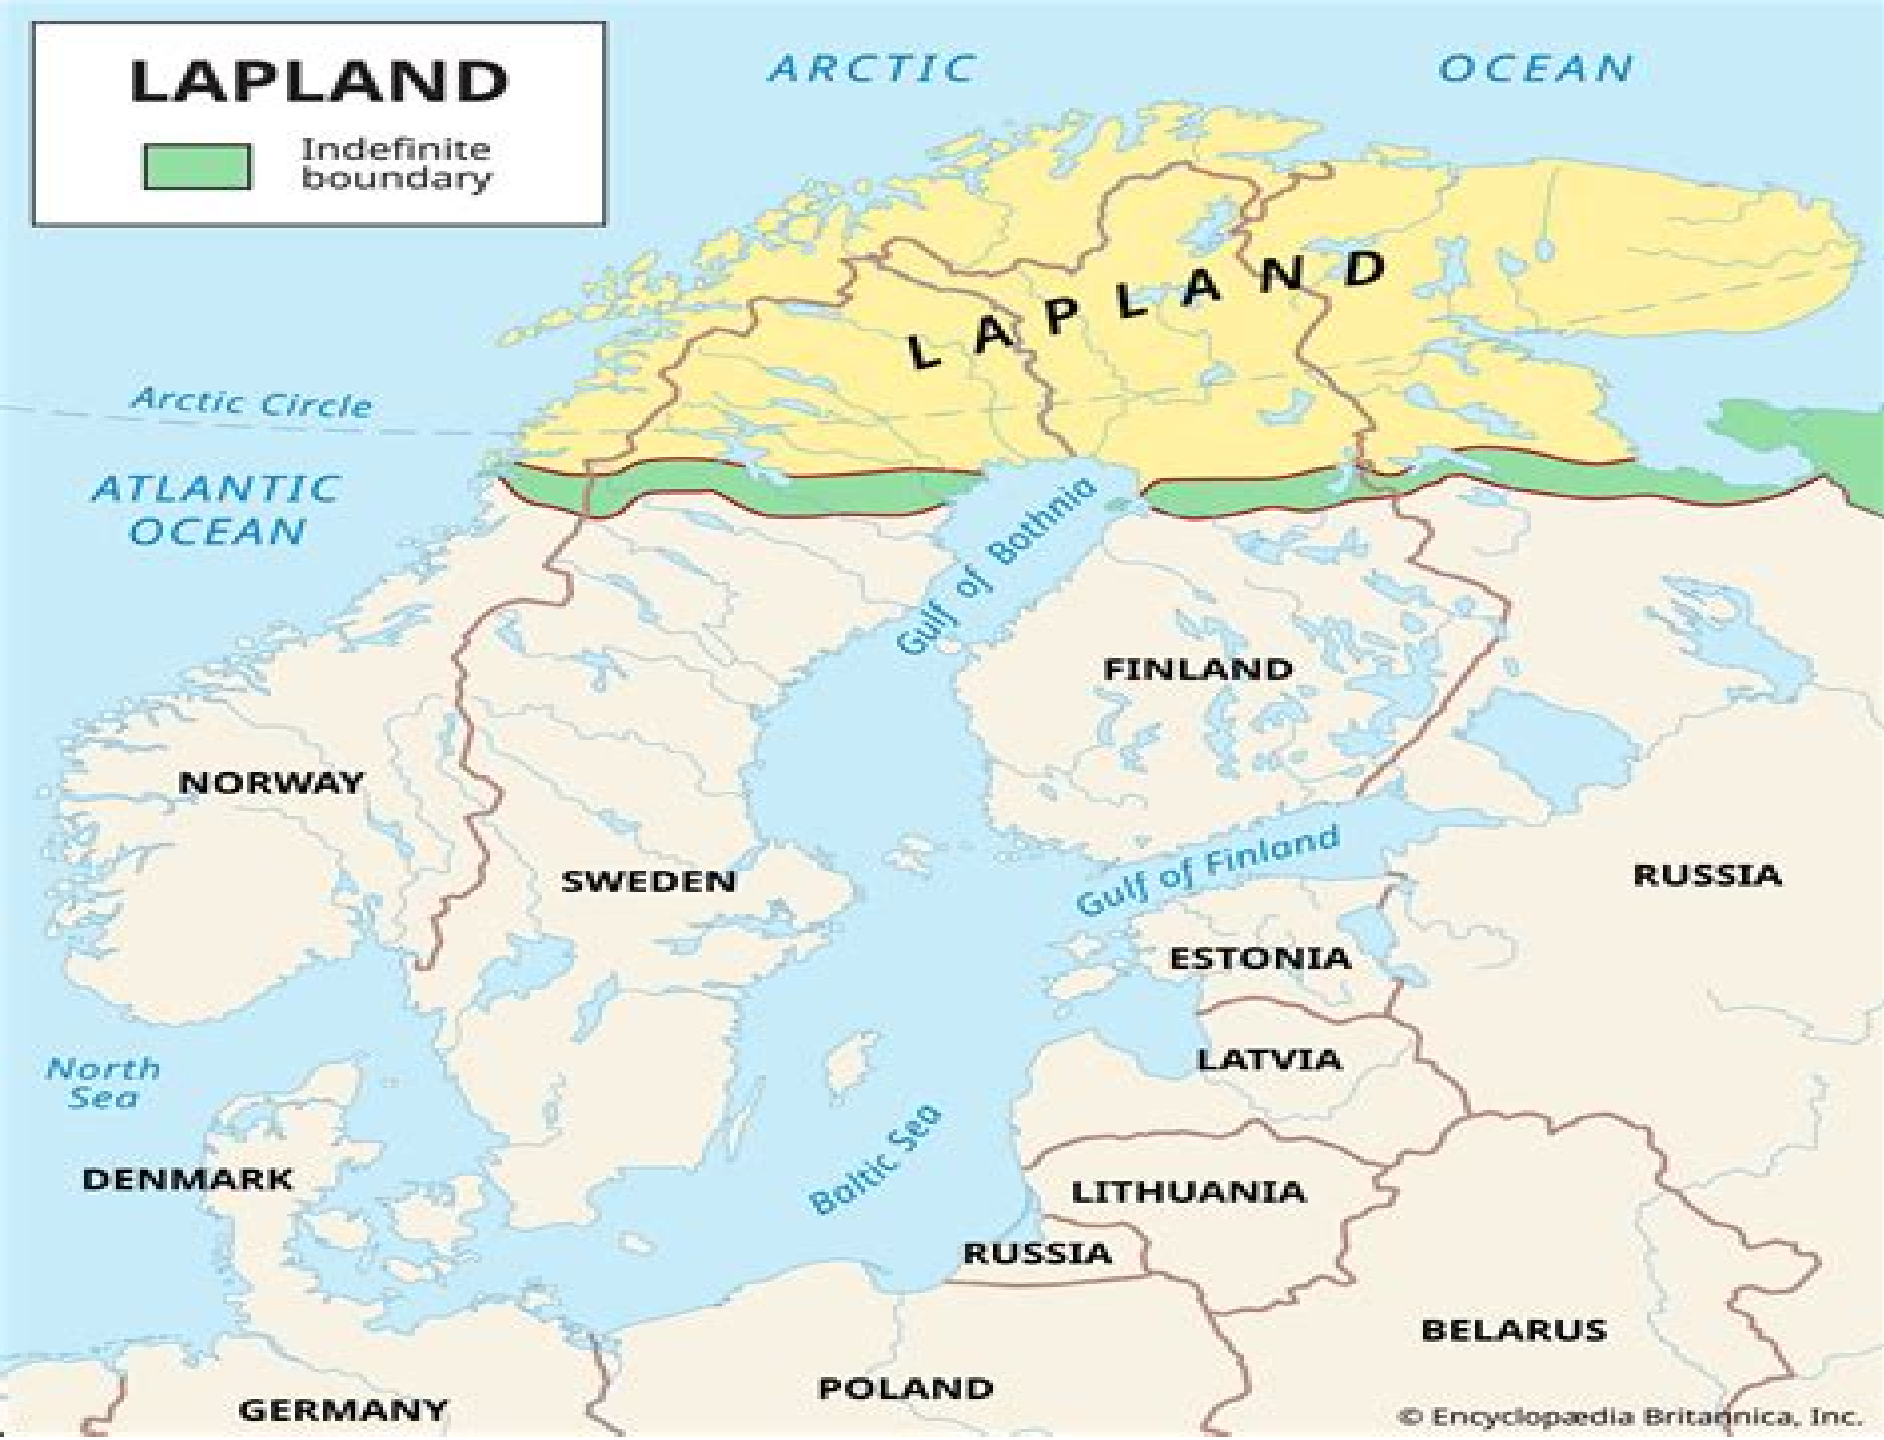 LAPLAND
Indefinite
boundary
ARCTIC OCEAN
LAPLAND
Arctic Circle
ATLANTIC
OCEAN
Gulf of Bothnia
FINLAND
NORWAY
SWEDEN
Gulf of Finland
RUSSIA
ESTONIA
LATVIA
North
Sea
Baltic Sea
DENMARK
LITHUANIA
RUSSIA
BELARUS
POLAND
GERMANY
© Encyclopædia Britannica, Inc.